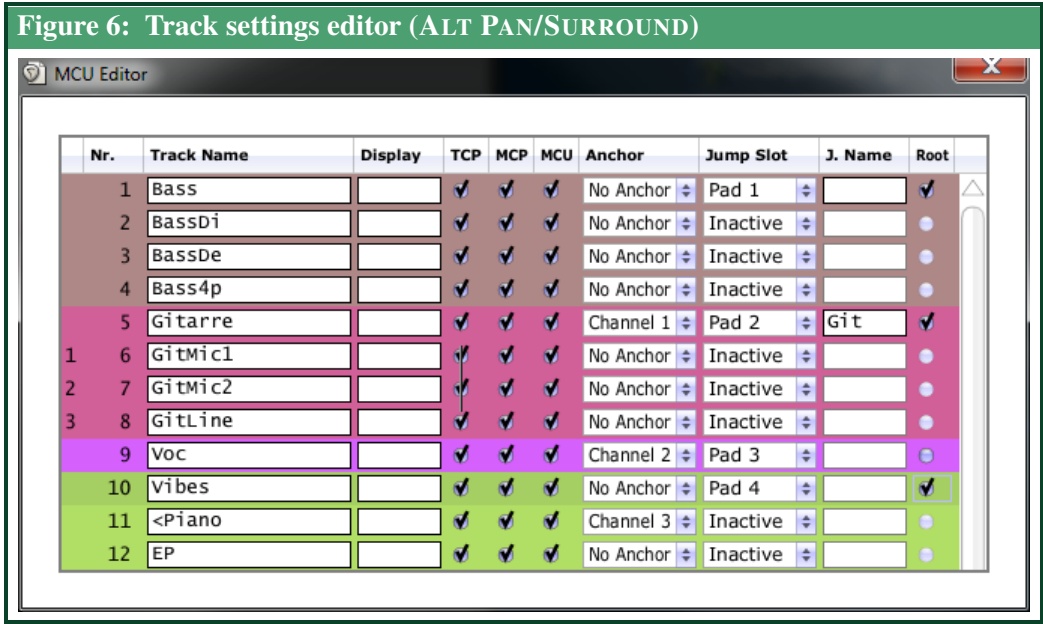 Figure 6: Track settings editor (ALT PAN/SURROUND)
MCU Editor
Nr. Track Name Display TCP MCP MCU Anchor Jump Slot J. Name Root
1 Bass No Anchor Pad 1
2 BassDi No Anchor Inactive
3 BassDe No Anchor Inactive
4 Bass4p No Anchor Inactive
5 Gitarre Channel 1 Pad 2 Git
1 6 GitMic1 No Anchor Inactive
2 7 GitMic2 No Anchor Inactive
3 8 GitLine No Anchor Inactive
9 Voc Channel 2 Pad 3
10 Vibes No Anchor Pad 4
11 <Piano Channel 3 Inactive
12 EP No Anchor Inactive